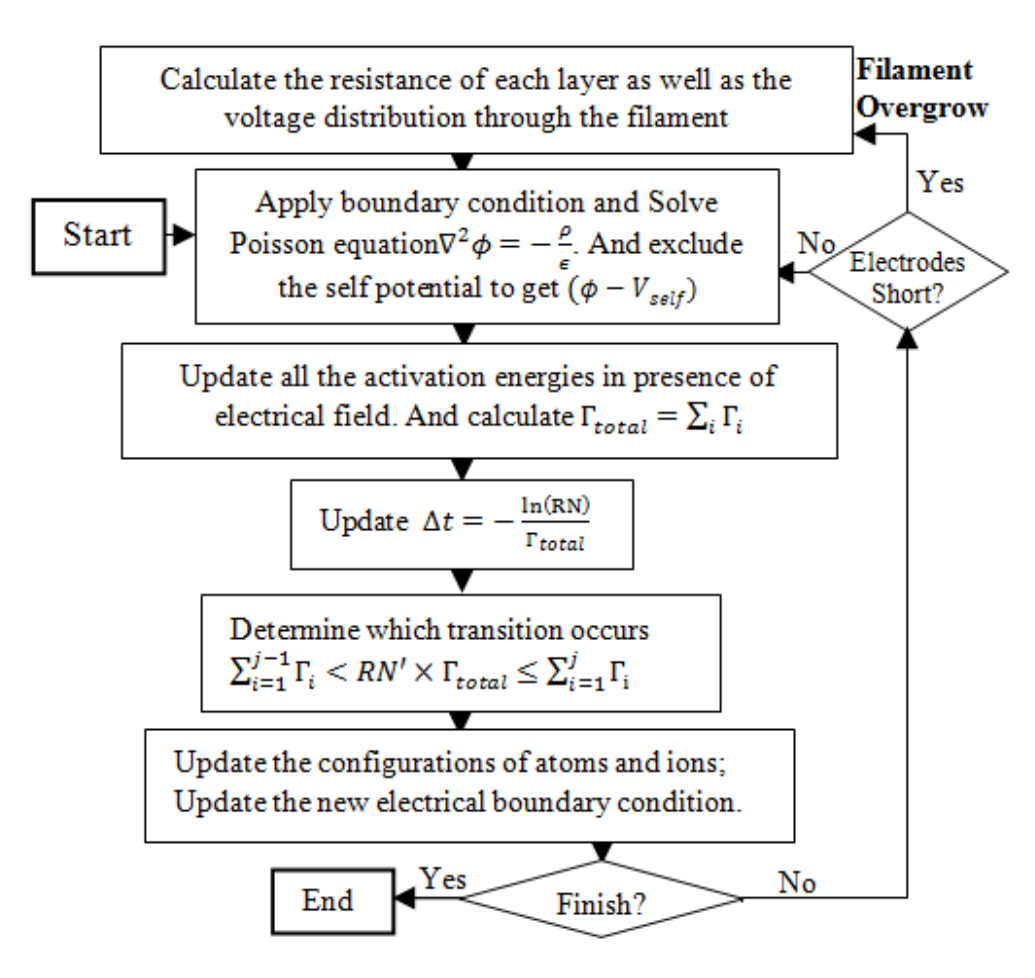 Calculate the resistance of each layer as well as the
voltage distribution through the filament
Filament
Overgrow
Yes
Start
Apply boundary condition and Solve
Poisson equation∇²ϕ = −ρ/ϵ. And exclude
the self potential to get (ϕ − V_self)
No
Electrodes
Short?
Update all the activation energies in presence of
electrical field. And calculate Γ_total = ∑_i Γ_i
Update Δt = − ln(RN)/Γ_total
Determine which transition occurs
∑_{i=1}^{j−1} Γ_i < RN′ × Γ_total ≤ ∑_{i=1}^{j} Γ_i
Update the configurations of atoms and ions;
Update the new electrical boundary condition.
End
Yes
Finish?
No